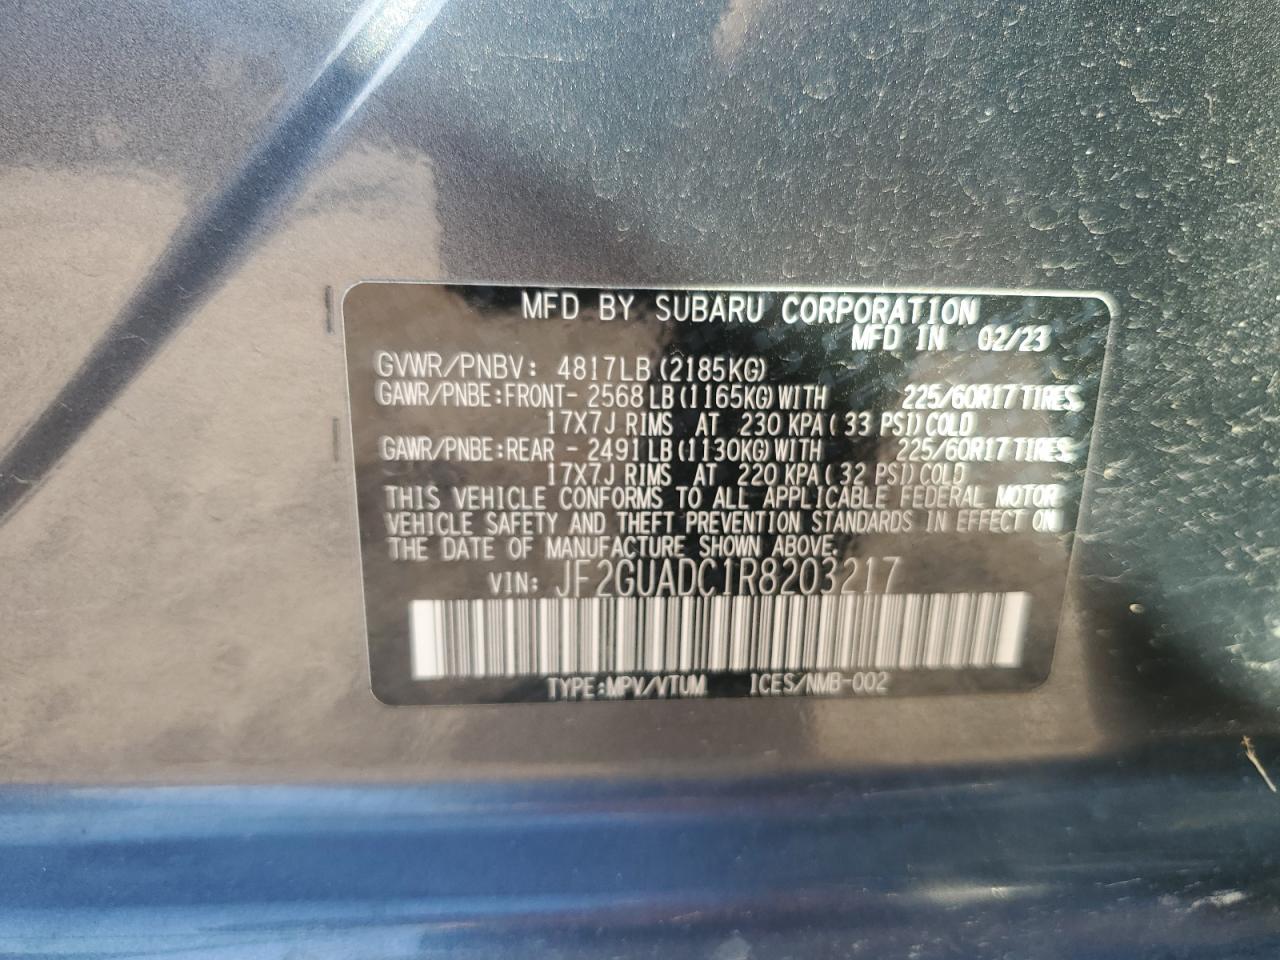 MFD BY SUBARU CORPORATION
MFD IN 02/23
GVWR/PNBV: 4817LB (2185KG)
GAWR/PNBE:FRONT- 2568 LB (1165KG) WITH 225/60R17 TIRES
17X7J RIMS AT 230 KPA( 33 PSI)COLD
GAWR/PNBE:REAR - 2491 LB (1130KG) WITH 225/60R17 TIRES
17X7J RIMS AT 220 KPA( 32 PSI)COLD
THIS VEHICLE CONFORMS TO ALL APPLICABLE FEDERAL MOTOR
VEHICLE SAFETY AND THEFT PREVENTION STANDARDS IN EFFECT ON
THE DATE OF MANUFACTURE SHOWN ABOVE.
VIN: JF2GUADC1R8203217
TYPE:MPV/VTUM ICES/NMB-002